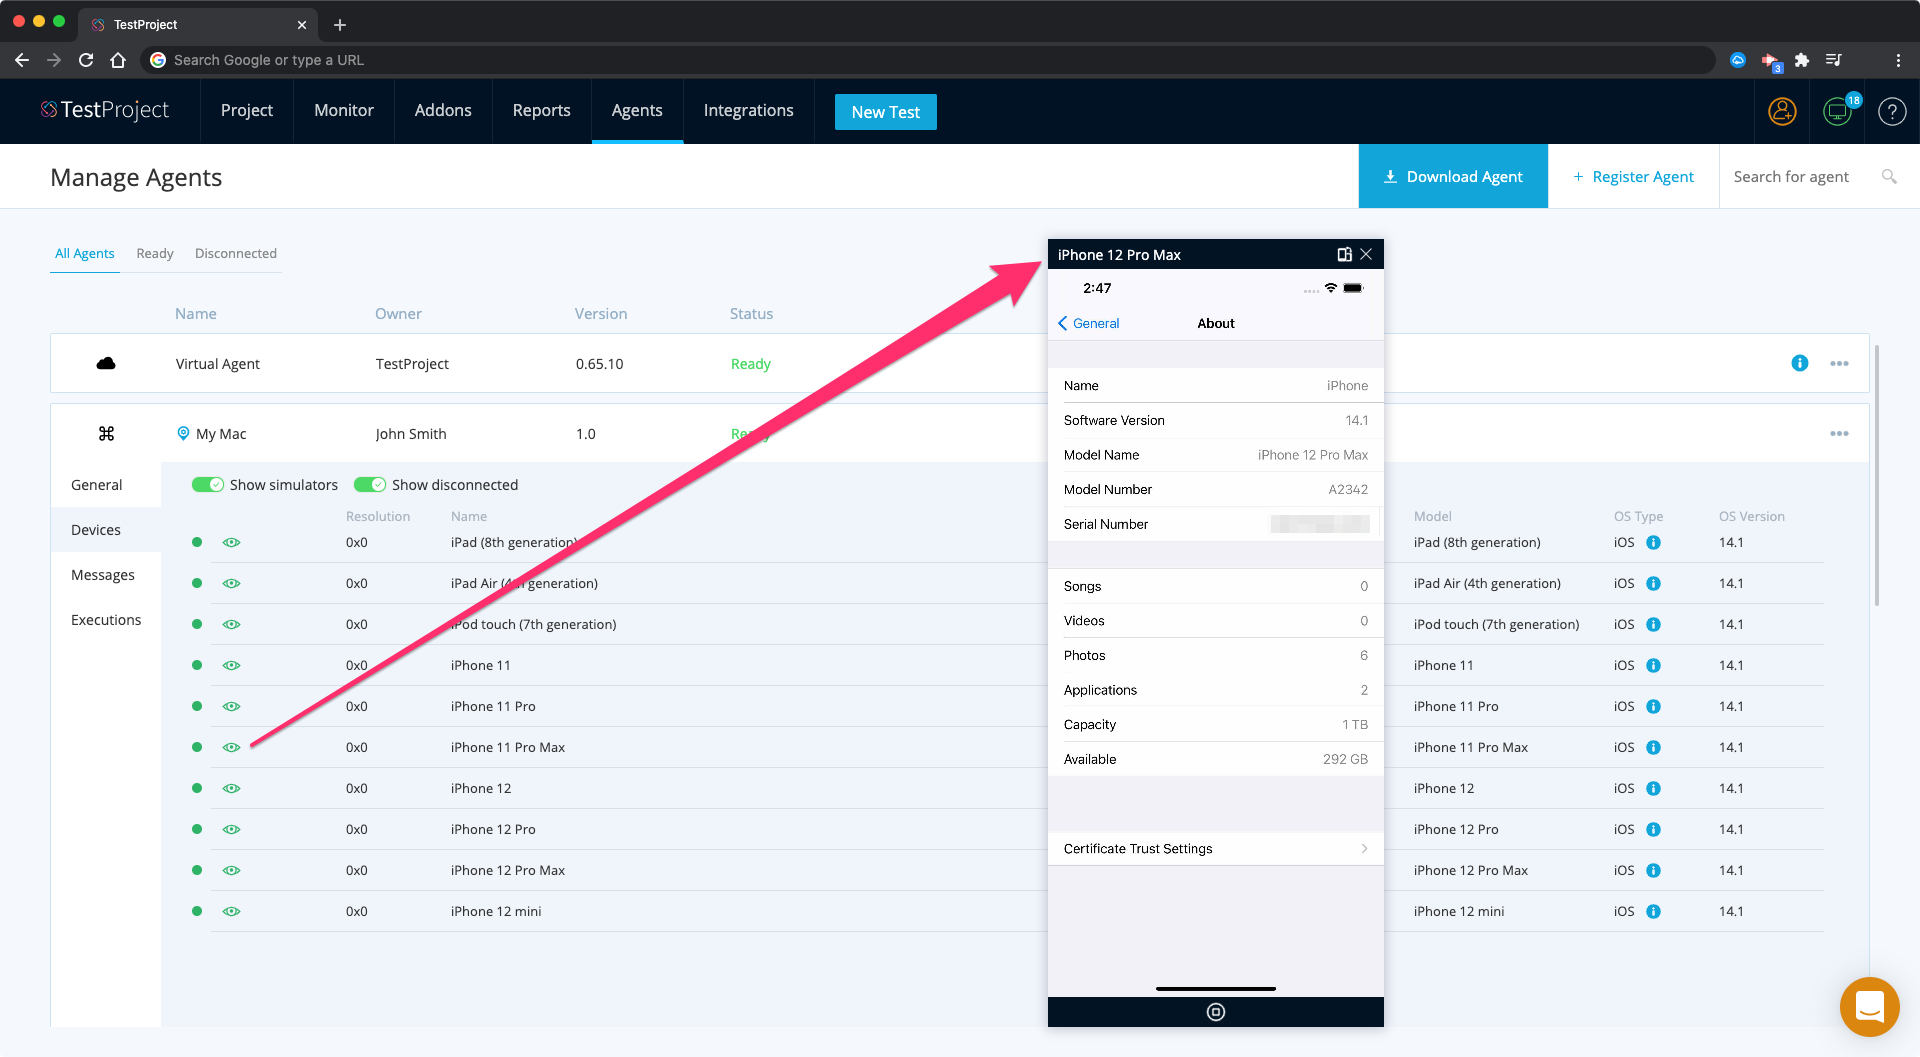 TestProject
Search Google or type a URL
3
TestProject
Project
Monitor
Addons
Reports
Agents
Integrations
New Test
18
?
Manage Agents
Download Agent
+ Register Agent
Search for agent
All Agents
Ready
Disconnected
Name Owner Version Status
Virtual Agent TestProject 0.65.10 Ready
My Mac John Smith 1.0 Ready
General
Devices
Messages
Executions
Show simulators Show disconnected
Resolution Name Model OS Type OS Version
0x0 iPad (8th generation) iPad (8th generation) iOS 14.1
0x0 iPad Air (4th generation) iPad Air (4th generation) iOS 14.1
0x0 iPod touch (7th generation) iPod touch (7th generation) iOS 14.1
0x0 iPhone 11 iPhone 11 iOS 14.1
0x0 iPhone 11 Pro iPhone 11 Pro iOS 14.1
0x0 iPhone 11 Pro Max iPhone 11 Pro Max iOS 14.1
0x0 iPhone 12 iPhone 12 iOS 14.1
0x0 iPhone 12 Pro iPhone 12 Pro iOS 14.1
0x0 iPhone 12 Pro Max iPhone 12 Pro Max iOS 14.1
0x0 iPhone 12 mini iPhone 12 mini iOS 14.1
iPhone 12 Pro Max
2:47
General About
Name iPhone
Software Version 14.1
Model Name iPhone 12 Pro Max
Model Number A2342
Serial Number
Songs 0
Videos 0
Photos 6
Applications 2
Capacity 1 TB
Available 292 GB
Certificate Trust Settings